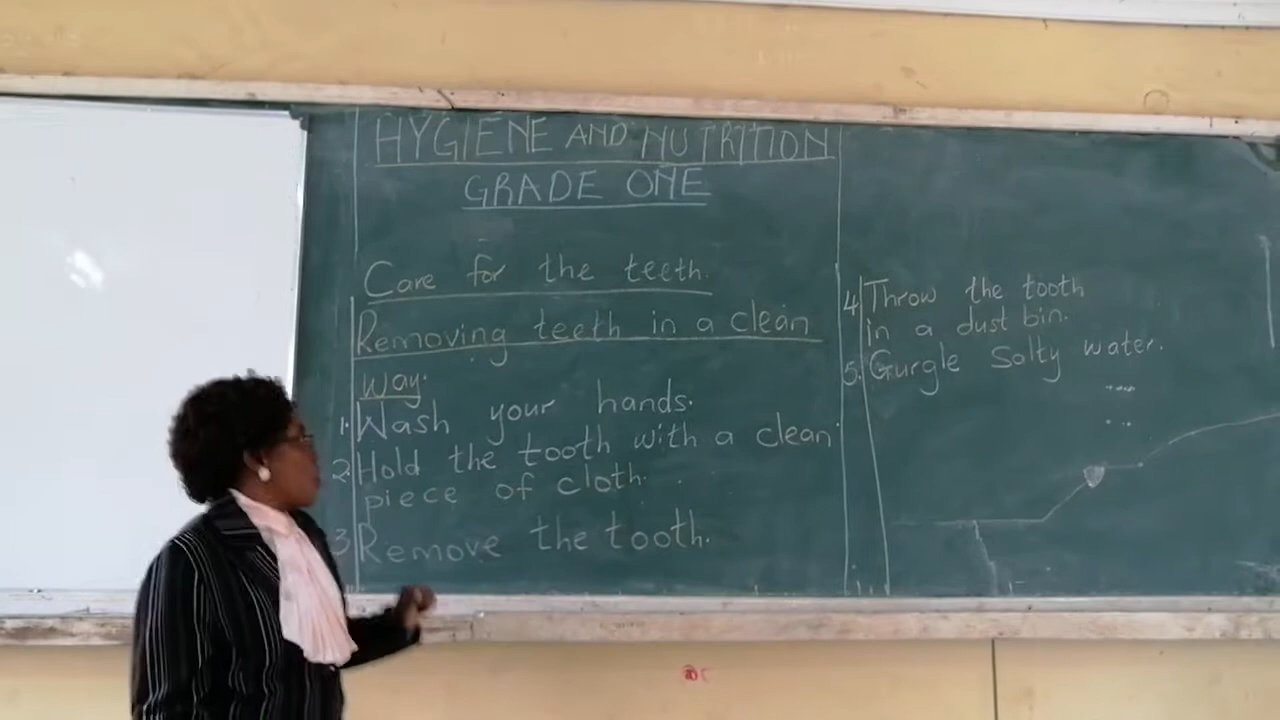 HYGIENE AND NUTRITION
GRADE ONE
Care for the teeth.
Removing teeth in a clean
way.
1. Wash your hands.
2. Hold the tooth with a clean
piece of cloth.
3 Remove the tooth.
4 Throw the tooth
in a dust bin.
5. Gurgle Salty water.